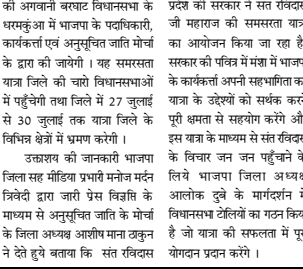 की अगवानी बरघाट विधानसभा के
धरमकुंआ में भाजपा के पदाधिकारी,
कार्यकर्त्ता एवं अनुसूचित जाति मोर्चा
के द्वारा की जायेगी । यह समरसता
यात्रा जिले की चारो विधानसभाओं
में पहुँचेगी तथा जिले में 27 जुलाई
से 30 जुलाई तक यात्रा जिले के
विभिन्न क्षेत्रों में भ्रमण करेगी ।
उक्ताशय की जानकारी भाजपा
जिला सह मीडिया प्रभारी मनोज मर्दन
त्रिवेदी द्वारा जारी प्रेस विज्ञप्ति के
माध्यम से अनुसूचित जाति के मोर्चा
के जिला अध्यक्ष आशीष माना ठाकुन
ने देते हुये बताया कि संत रविदास
प्रदेश की सरकार ने संत रविदास
जी महाराज की समसरता यात्र
का आयोजन किया जा रहा है
सरकार की पवित्र में मंशा में भाजप
के कार्यकर्त्ता अपनी सहभागिता क
यात्रा के उद्देश्यों को सर्थक करने
पूरी क्षमता से सहयोग करेंगे औ
इस यात्रा के माध्यम से संत रविदास
के विचार जन जन पहुँचाने वे
लिये भाजपा जिला अध्यक्ष
आलोक दुबे के मार्गदर्शन में
विधानसभा टोलियों का गठन किय
है जो यात्रा की सफलता में पूर
योगदान प्रदान करेंगे ।